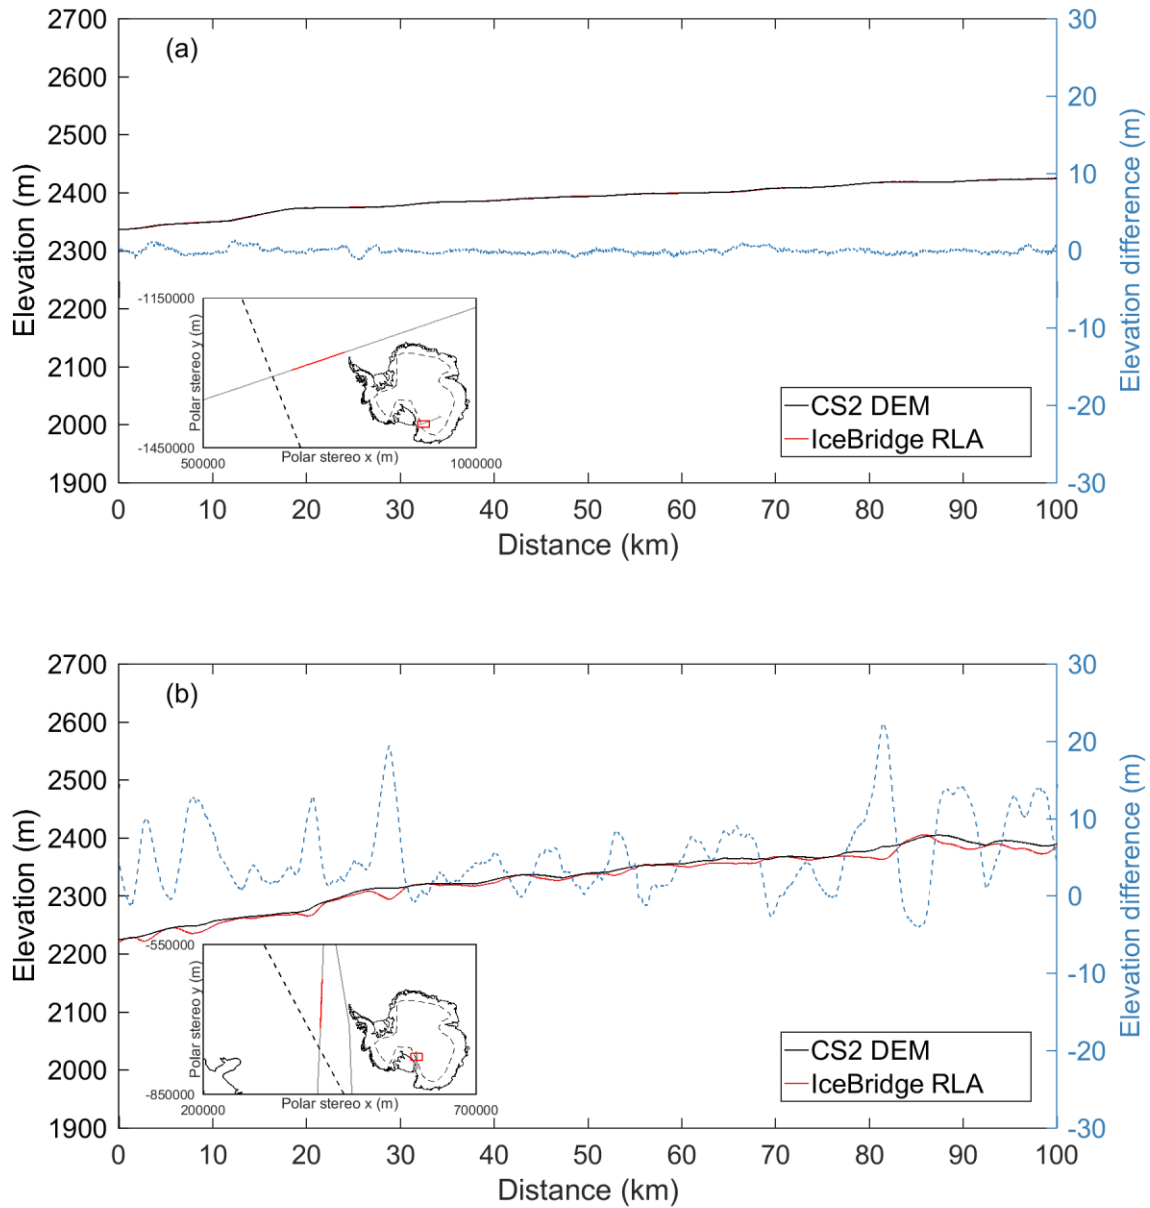 (a)
2700
2600
2500
2400
2300
2200
2100
2000
1900
Elevation (m)
30
20
10
0
-10
-20
-30
Elevation difference (m)
-1150000
-1450000
Polar stereo y (m)
500000
Polar stereo x (m)
1000000
CS2 DEM
IceBridge RLA
0 10 20 30 40 50 60 70 80 90 100
Distance (km)
(b)
2700
2600
2500
2400
2300
2200
2100
2000
1900
Elevation (m)
30
20
10
0
-10
-20
-30
Elevation difference (m)
-550000
-850000
Polar stereo y (m)
200000
Polar stereo x (m)
700000
CS2 DEM
IceBridge RLA
0 10 20 30 40 50 60 70 80 90 100
Distance (km)